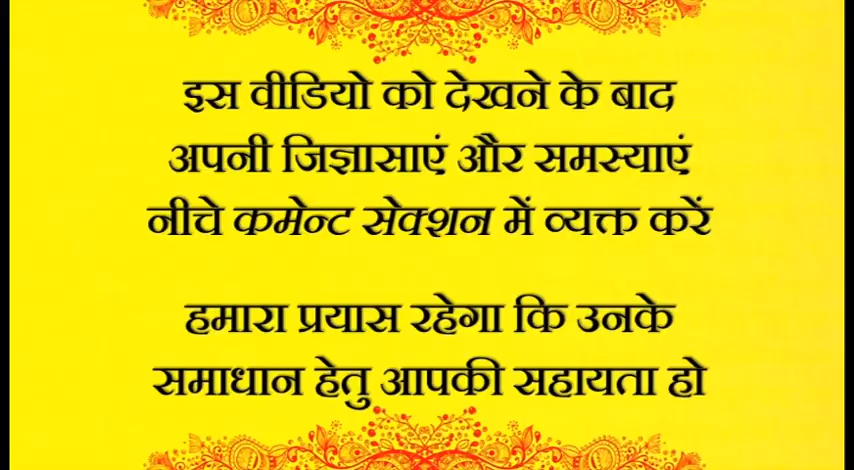 इस वीडियो को देखने के बाद
अपनी जिज्ञासाएं और समस्याएं
नीचे कमेन्ट सेक्शन में व्यक्त करें
हमारा प्रयास रहेगा कि उनके
समाधान हेतु आपकी सहायता हो